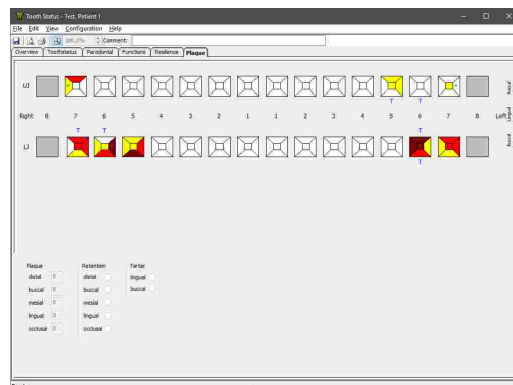 Tooth Status - Test, Patient 1
File Edit View Configuration Help
100,0% Comment:
Overview Toothstatus Parodontal Functions Resilience Plaque
UJ
Buccal
T T
Right 8 7 6 5 4 3 2 1 1 2 3 4 5 6 7 8 Left
Lingual
T T T
LJ
Buccal
T
Plaque Retention Tartar
distal 0 distal lingual
buccal 0 buccal buccal
mesial 0 mesial
lingual 0 lingual
occlusal 0 occlusal